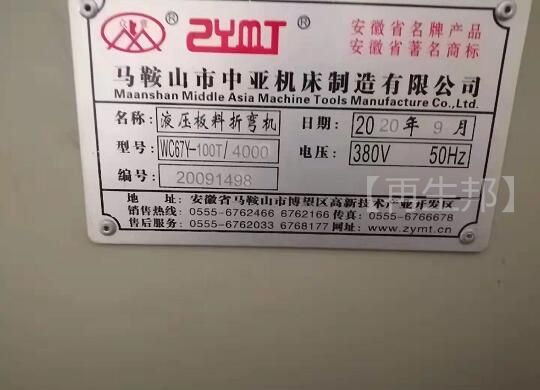 ZYMT ® 安徽省名牌产品
安徽省著名商标
马鞍山市中亚机床制造有限公司
Maanshan Middle Asia Machine Tools Manufacture Co.,Ltd.
名称: 液压板料折弯机 日期: 2020年9月
型号: WC67Y-100T/4000 电压: 380V 50Hz
编号: 20091498
地址: 安徽省马鞍山市博望区高新技术产业开发区
销售热线: 0555-6762466 6762166 传真: 0555-6766678
售后服务: 0555-6762033 6768177 网址: www.zymt.cn
【再生邦】